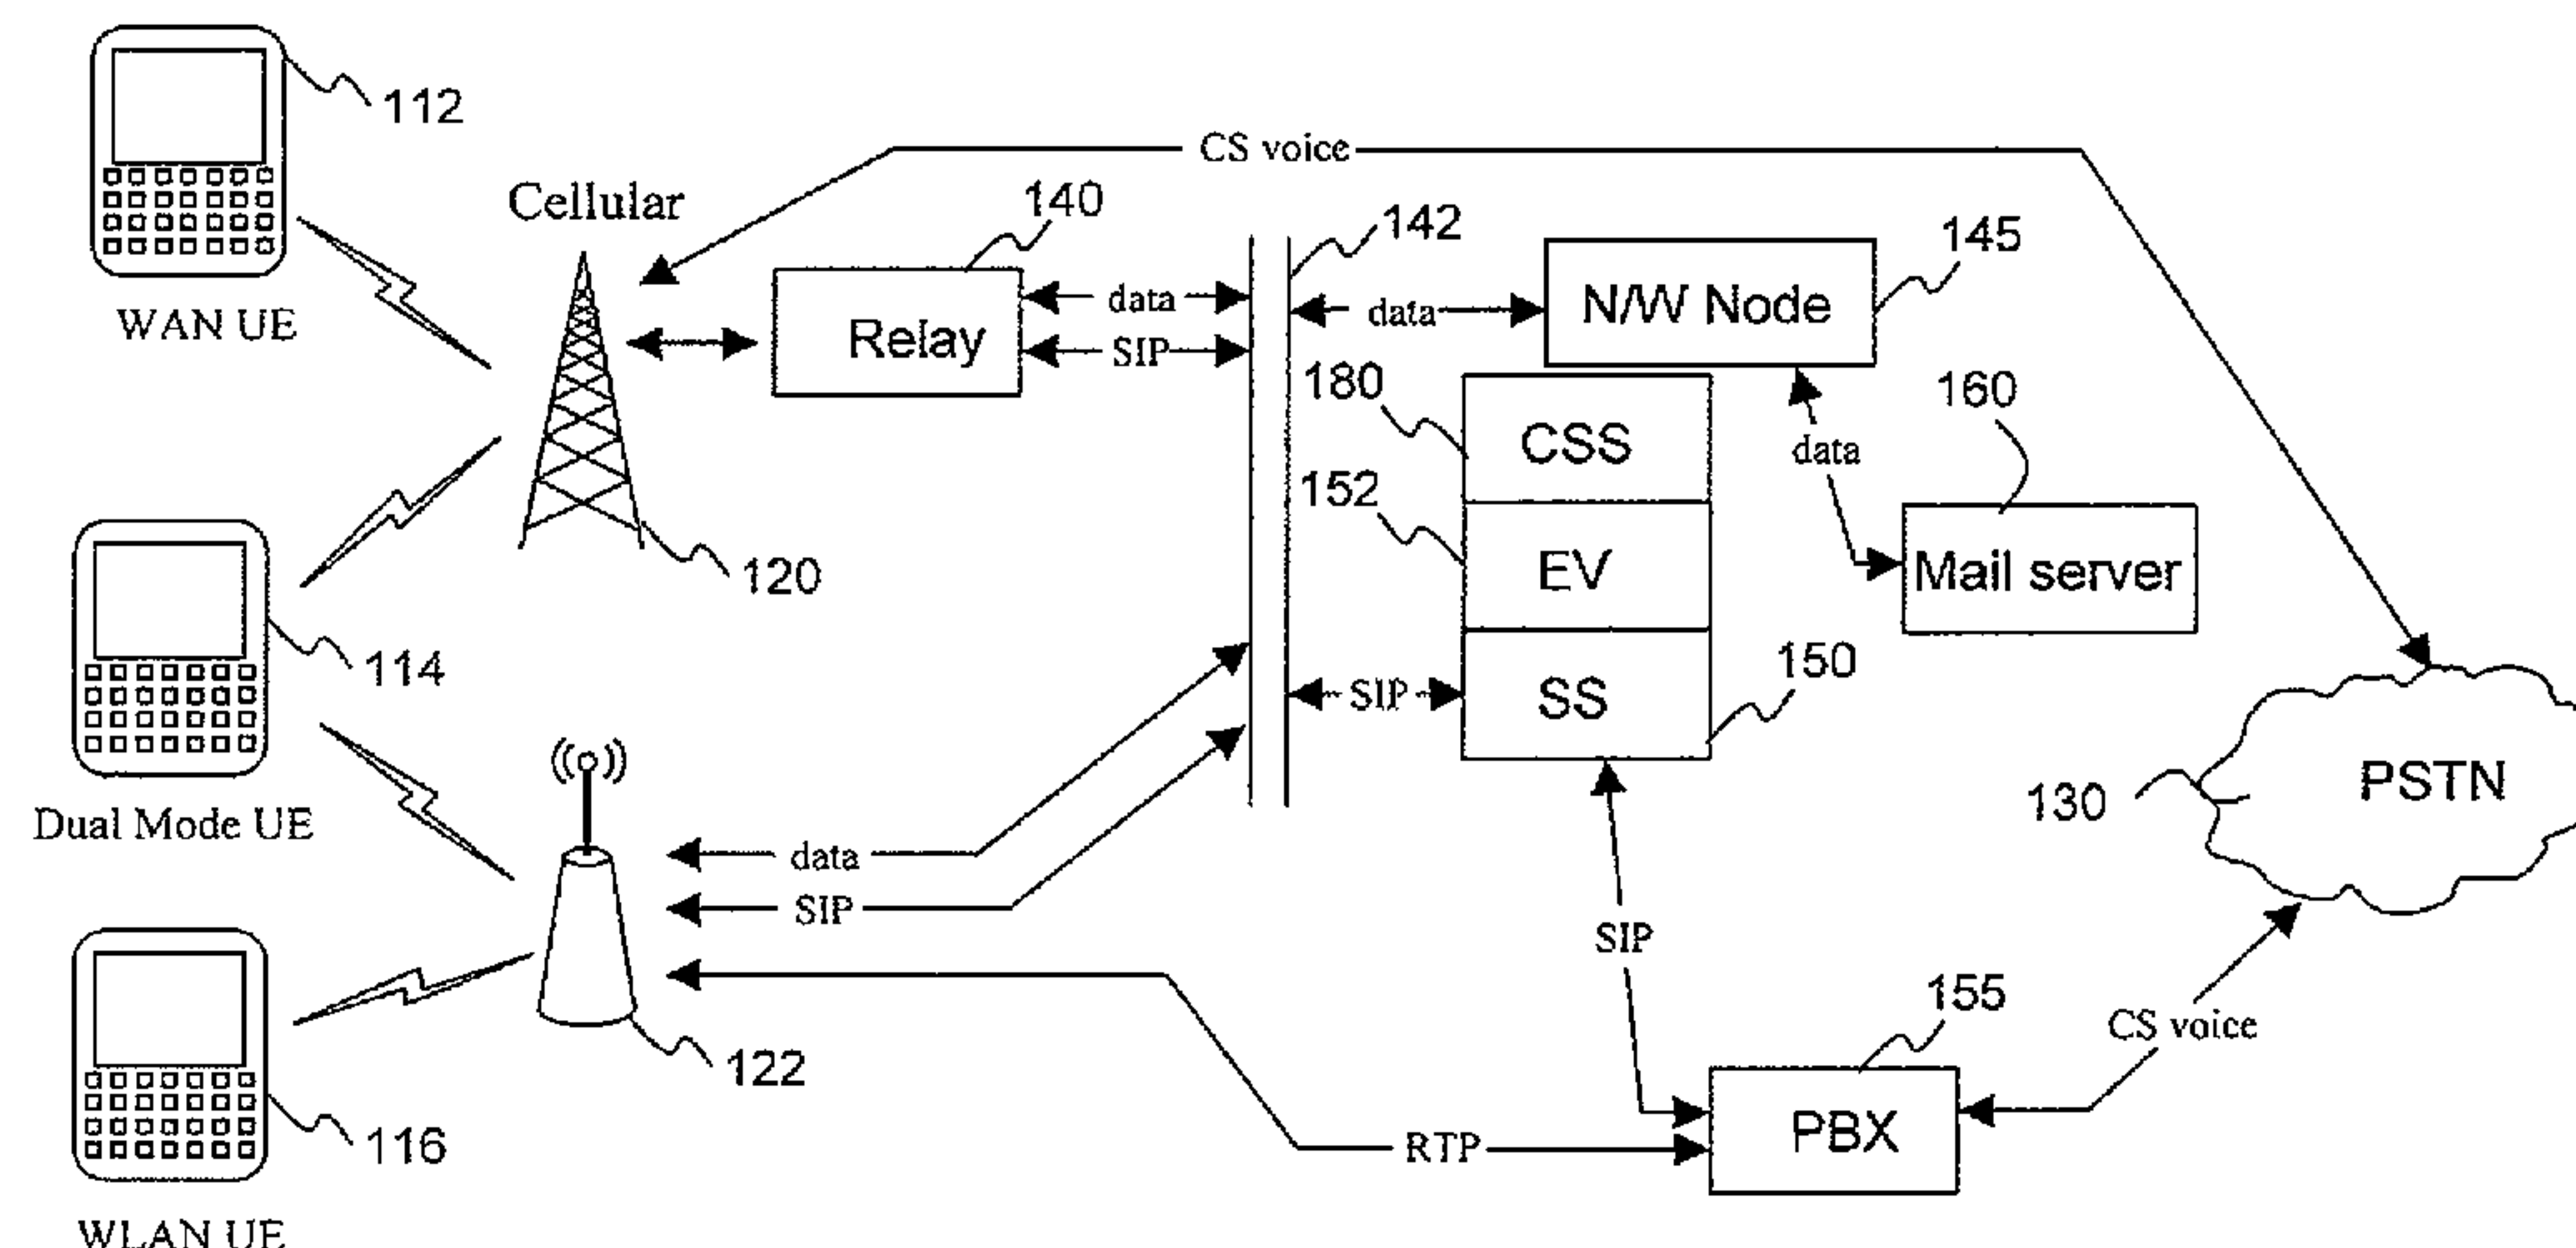 112
CS voice
Cellular
140
142
145
data
data
N/W Node
Relay
SIP
WAN UE
180
160
CSS
data
152
120
EV
Mail server
114
150
SIP
SS
PSTN
130
Dual Mode UE
data
SIP
SIP
155
CS voice
122
116
RTP
PBX
WLAN UE